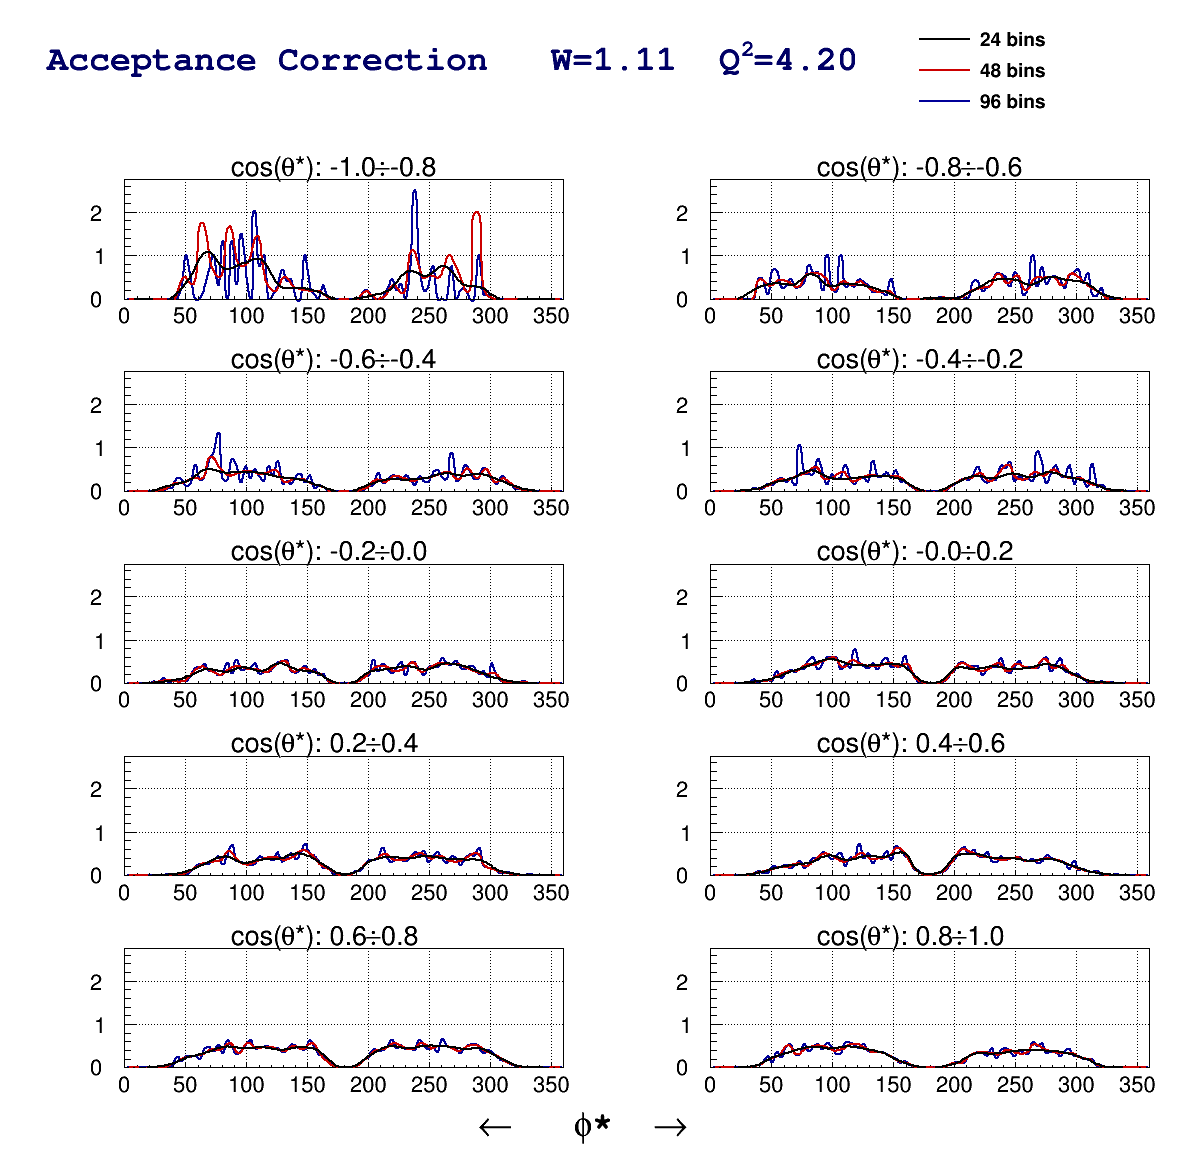 Acceptance Correction W=1.11 Q²=4.20
24 bins
48 bins
96 bins
cos(θ*): -1.0÷-0.8
2
1
0
0 50 100 150 200 250 300 350
cos(θ*): -0.8÷-0.6
2
1
0
0 50 100 150 200 250 300 350
cos(θ*): -0.6÷-0.4
2
1
0
0 50 100 150 200 250 300 350
cos(θ*): -0.4÷-0.2
2
1
0
0 50 100 150 200 250 300 350
cos(θ*): -0.2÷0.0
2
1
0
0 50 100 150 200 250 300 350
cos(θ*): -0.0÷0.2
2
1
0
0 50 100 150 200 250 300 350
cos(θ*): 0.2÷0.4
2
1
0
0 50 100 150 200 250 300 350
cos(θ*): 0.4÷0.6
2
1
0
0 50 100 150 200 250 300 350
cos(θ*): 0.6÷0.8
2
1
0
0 50 100 150 200 250 300 350
cos(θ*): 0.8÷1.0
2
1
0
0 50 100 150 200 250 300 350
← ϕ* →